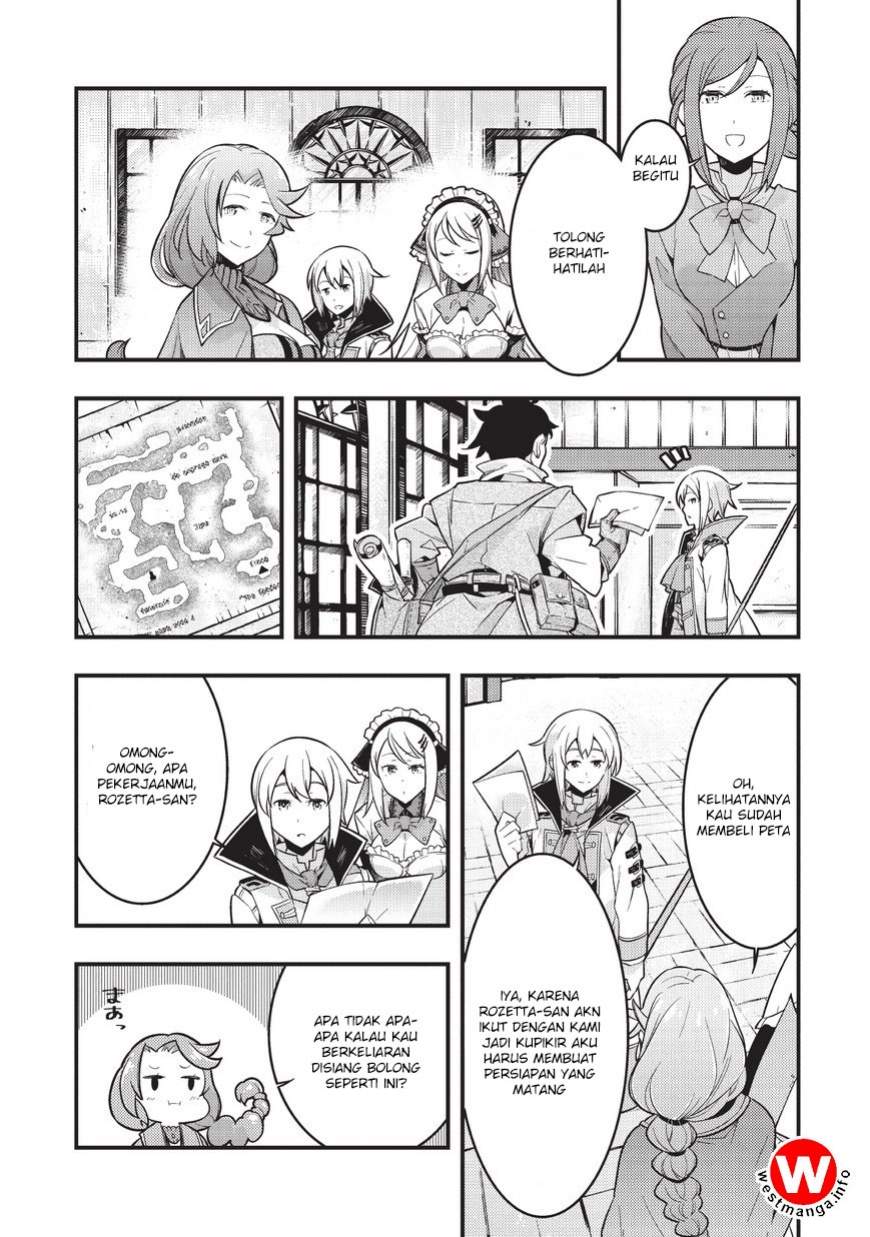 KALAU
BEGITU
TOLONG
BERHATI-
HATILAH
OH,
KELIHATANNYA
KAU SUDAH
MEMBELI PETA
IYA, KARENA
ROZETTA-SAN AKN
IKUT DENGAN KAMI
JADI KUPIKIR AKU
HARUS MEMBUAT
PERSIAPAN YANG
MATANG
OMONG-
OMONG, APA
PEKERJAANMU,
ROZETTA-SAN?
APA TIDAK APA-
APA KALAU KAU
BERKELIARAN
DISIANG BOLONG
SEPERTI INI?
まあっ
W
westmanga.info